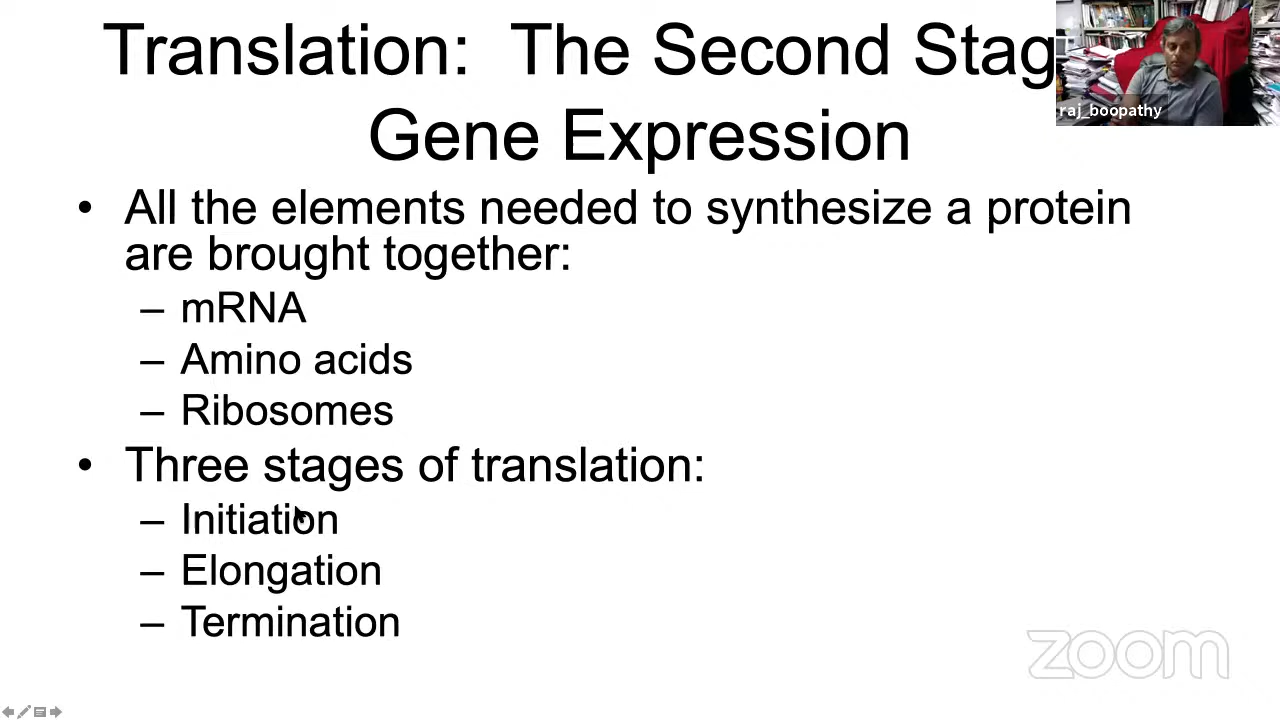 Translation: The Second Stag
Gene Expression
raj_boopathy
• All the elements needed to synthesize a protein
are brought together:
– mRNA
– Amino acids
– Ribosomes
• Three stages of translation:
– Initiation
– Elongation
– Termination
zoom